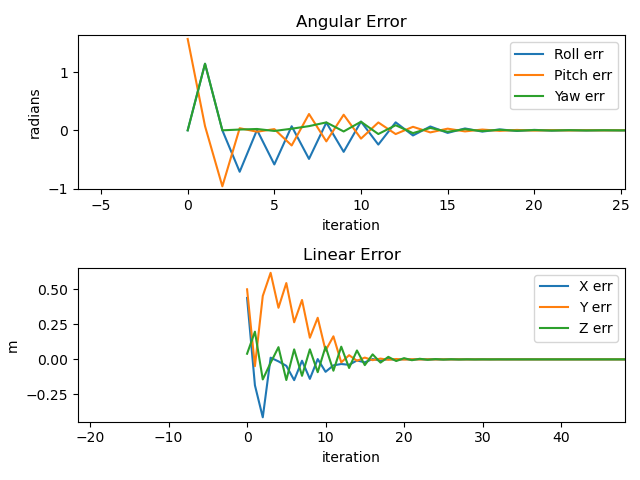 Angular Error
Roll err
Pitch err
Yaw err
radians
1
0
−1
−5 0 5 10 15 20 25
iteration
Linear Error
X err
Y err
Z err
m
0.50
0.25
0.00
−0.25
−20 −10 0 10 20 30 40
iteration